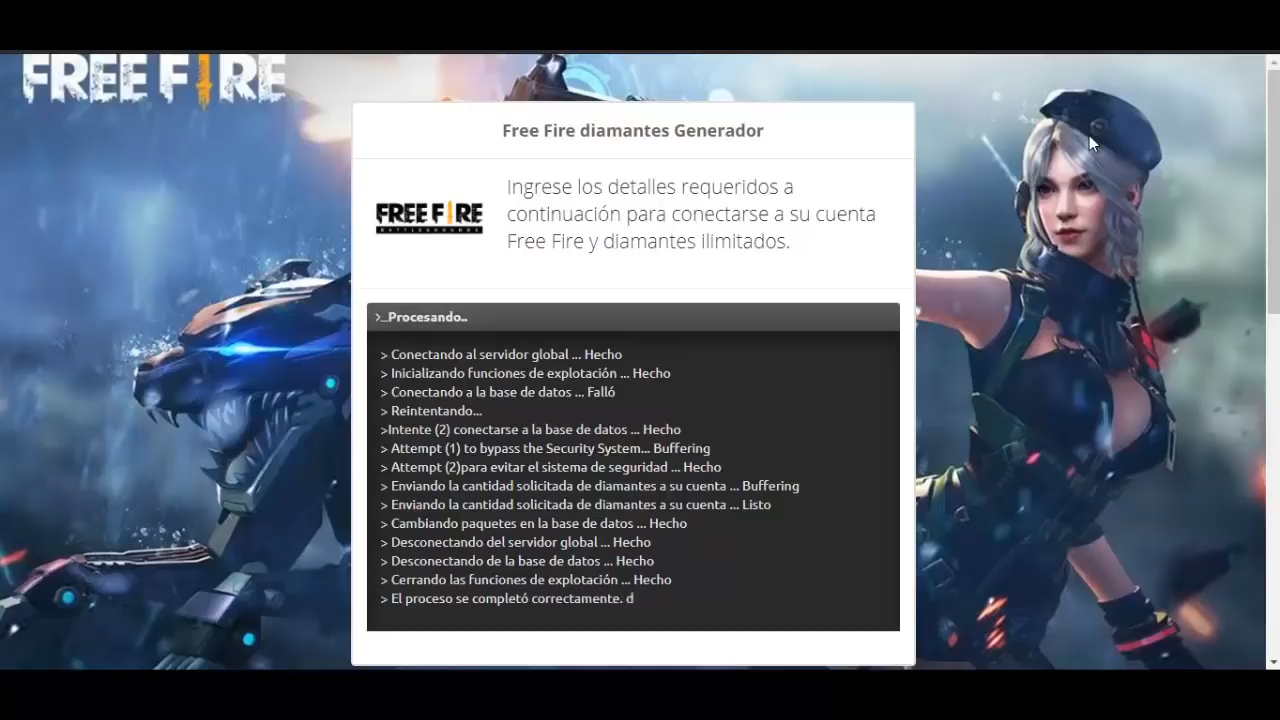 FREE FIRE
Free Fire diamantes Generador
Ingrese los detalles requeridos a
continuación para conectarse a su cuenta
Free Fire y diamantes ilimitados.
FREE FIRE
BATTLEGROUNDS
>_Procesando..
> Conectando al servidor global ... Hecho
> Inicializando funciones de explotación ... Hecho
> Conectando a la base de datos ... Falló
> Reintentando...
>Intente (2) conectarse a la base de datos ... Hecho
> Attempt (1) to bypass the Security System... Buffering
> Attempt (2)para evitar el sistema de seguridad ... Hecho
> Enviando la cantidad solicitada de diamantes a su cuenta ... Buffering
> Enviando la cantidad solicitada de diamantes a su cuenta ... Listo
> Cambiando paquetes en la base de datos ... Hecho
> Desconectando del servidor global ... Hecho
> Desconectando de la base de datos ... Hecho
> Cerrando las funciones de explotación ... Hecho
> El proceso se completó correctamente. d